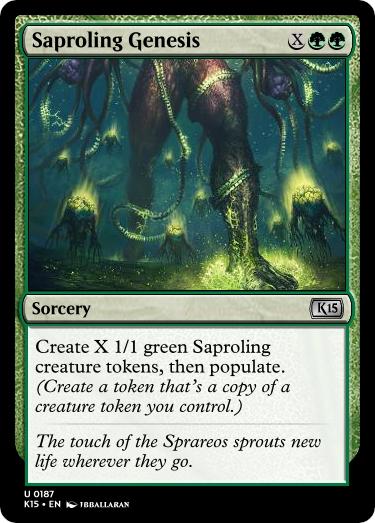 Saproling Genesis X
Sorcery K15
Create X 1/1 green Saproling
creature tokens, then populate.
(Create a token that's a copy of a
creature token you control.)
The touch of the Sprareos sprouts new
life wherever they go.
U 0187
K15 • EN JBBALLARAN